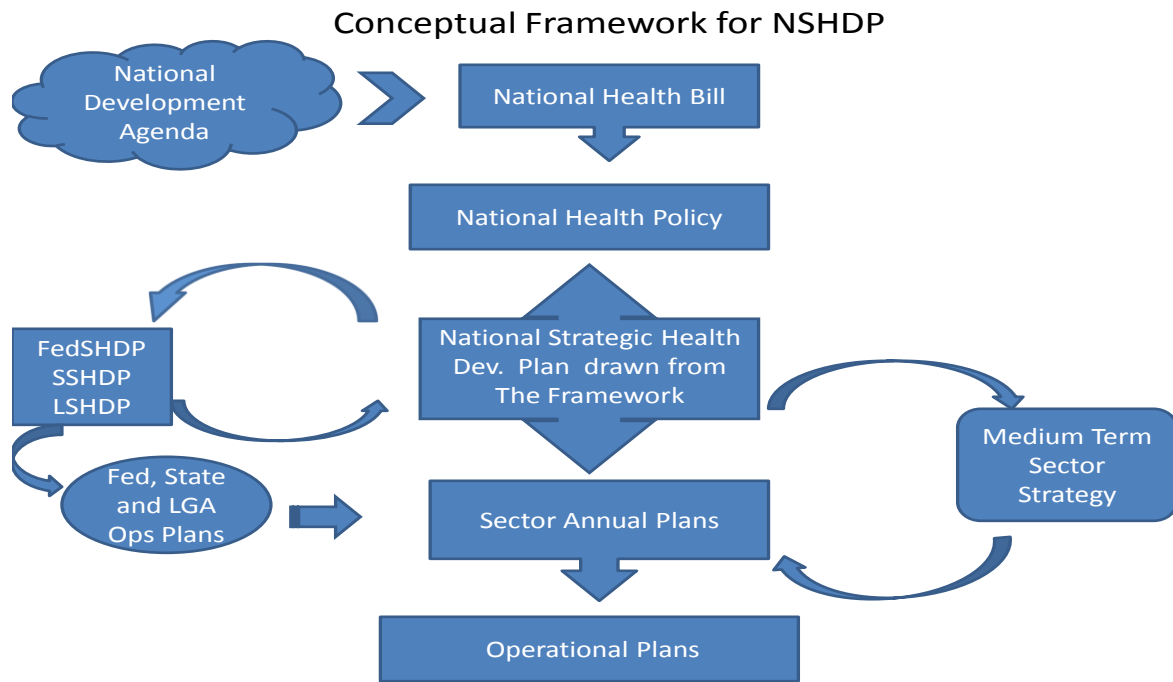 Conceptual Framework for NSHDP
National
Development
Agenda
National Health Bill
National Health Policy
FedSHDP
SSHDP
LSHDP
National Strategic Health
Dev. Plan drawn from
The Framework
Medium Term
Sector
Strategy
Fed, State
and LGA
Ops Plans
Sector Annual Plans
Operational Plans